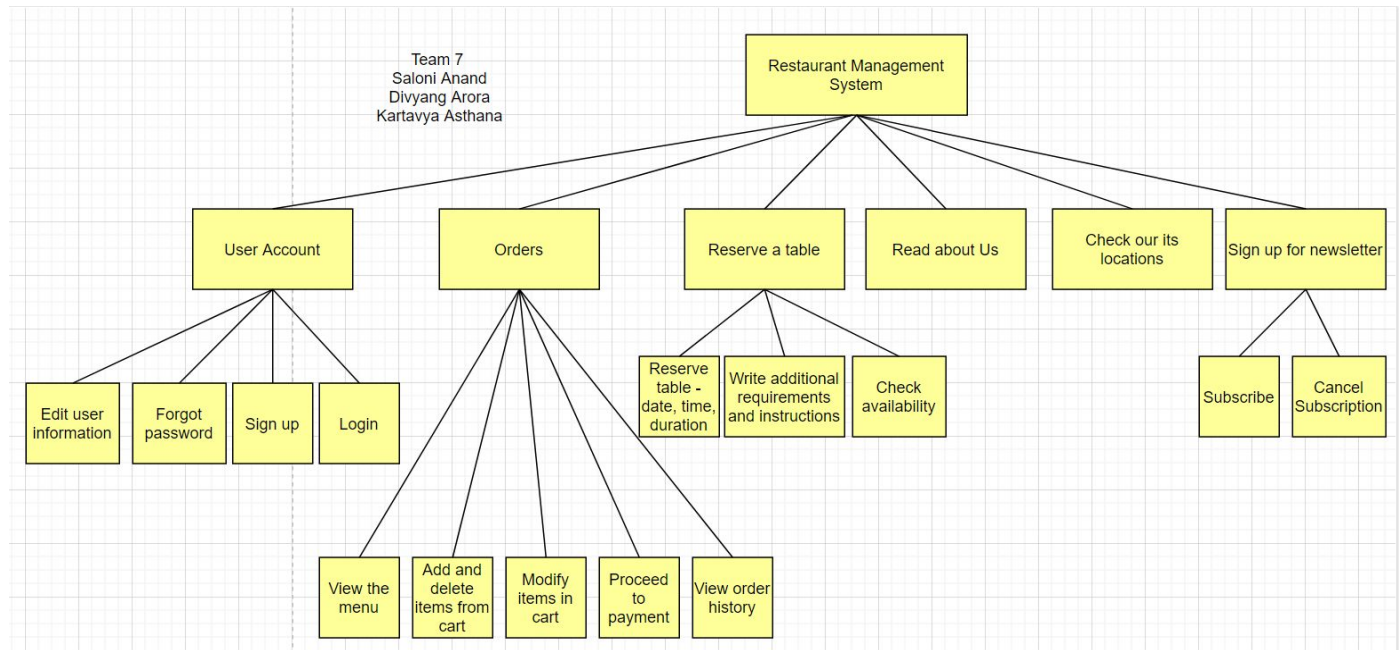 Team 7
Saloni Anand
Divyang Arora
Kartavya Asthana
Restaurant Management
System
User Account
Orders
Reserve a table
Read about Us
Check our its
locations
Sign up for newsletter
Edit user
information
Forgot
password
Sign up
Login
Reserve
table -
date, time,
duration
Write additional
requirements
and instructions
Check
availability
Subscribe
Cancel
Subscription
View the
menu
Add and
delete
items from
cart
Modify
items in
cart
Proceed
to
payment
View order
history